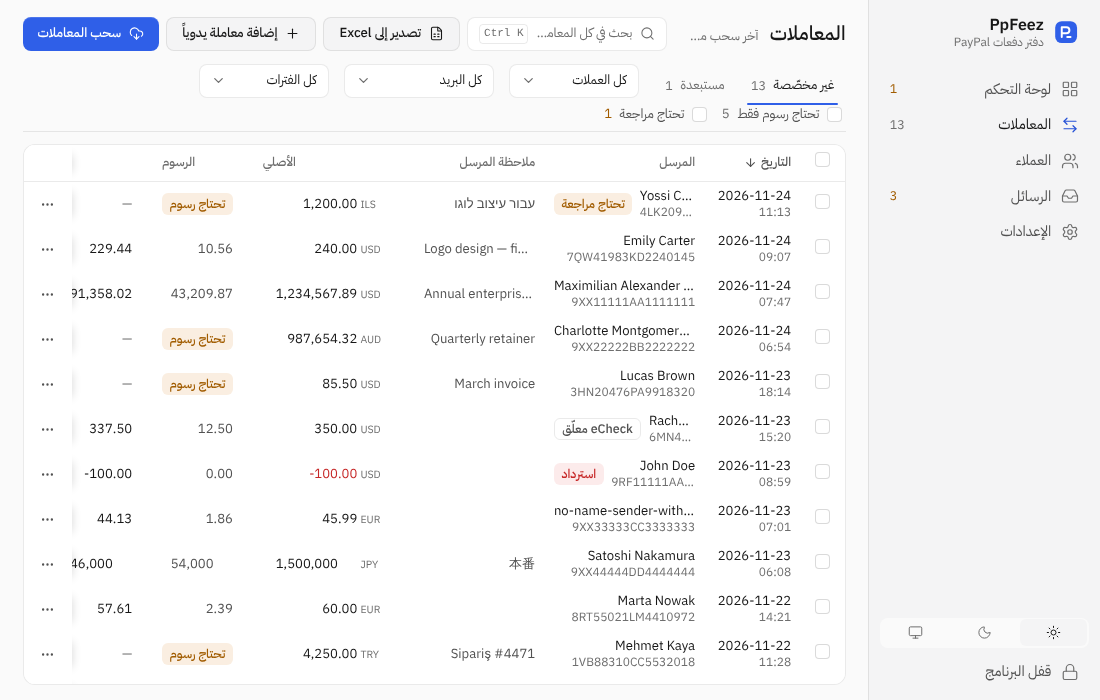 PpFeez
دفتر دفعات PayPal
لوحة التحكم 1
المعاملات 13
العملاء
الرسائل 3
الإعدادات
قفل البرنامج
المعاملات
آخر سحب م...
بحث في كل المعام...
Ctrl K
تصدير إلى Excel
إضافة معاملة يدوياً
سحب المعاملات
غير مخصّصة 13
مستبعدة 1
كل العملات
كل البريد
كل الفترات
تحتاج رسوم فقط 5
تحتاج مراجعة 1
التاريخ المرسل ملاحظة المرسل الأصلي الرسوم
2026-11-24 Yossi C... تحتاج مراجعة עבור עיצוב לוגו 1,200.00 ILS تحتاج رسوم —
11:13 4LK209...
2026-11-24 Emily Carter Logo design — fi... 240.00 USD 10.56 229.44
09:07 7QW41983KD2240145
2026-11-24 Maximilian Alexander ... Annual enterpris... 1,234,567.89 USD 43,209.87 91,358.02
07:47 9XX11111AA1111111
2026-11-24 Charlotte Montgomer... Quarterly retainer 987,654.32 AUD تحتاج رسوم —
06:54 9XX22222BB2222222
2026-11-23 Lucas Brown March invoice 85.50 USD تحتاج رسوم —
18:14 3HN20476PA9918320
2026-11-23 Rach... eCheck معلّق 350.00 USD 12.50 337.50
15:20 6MN4...
2026-11-23 John Doe استرداد -100.00 USD 0.00 -100.00
08:59 9RF11111AA...
2026-11-23 no-name-sender-with... 45.99 EUR 1.86 44.13
07:01 9XX33333CC3333333
2026-11-23 Satoshi Nakamura 本番 1,500,000 JPY 54,000 46,000
06:08 9XX44444DD4444444
2026-11-22 Marta Nowak 60.00 EUR 2.39 57.61
14:21 8RT55021LM4410972
2026-11-22 Mehmet Kaya Sipariş #4471 4,250.00 TRY تحتاج رسوم —
11:28 1VB88310CC5532018